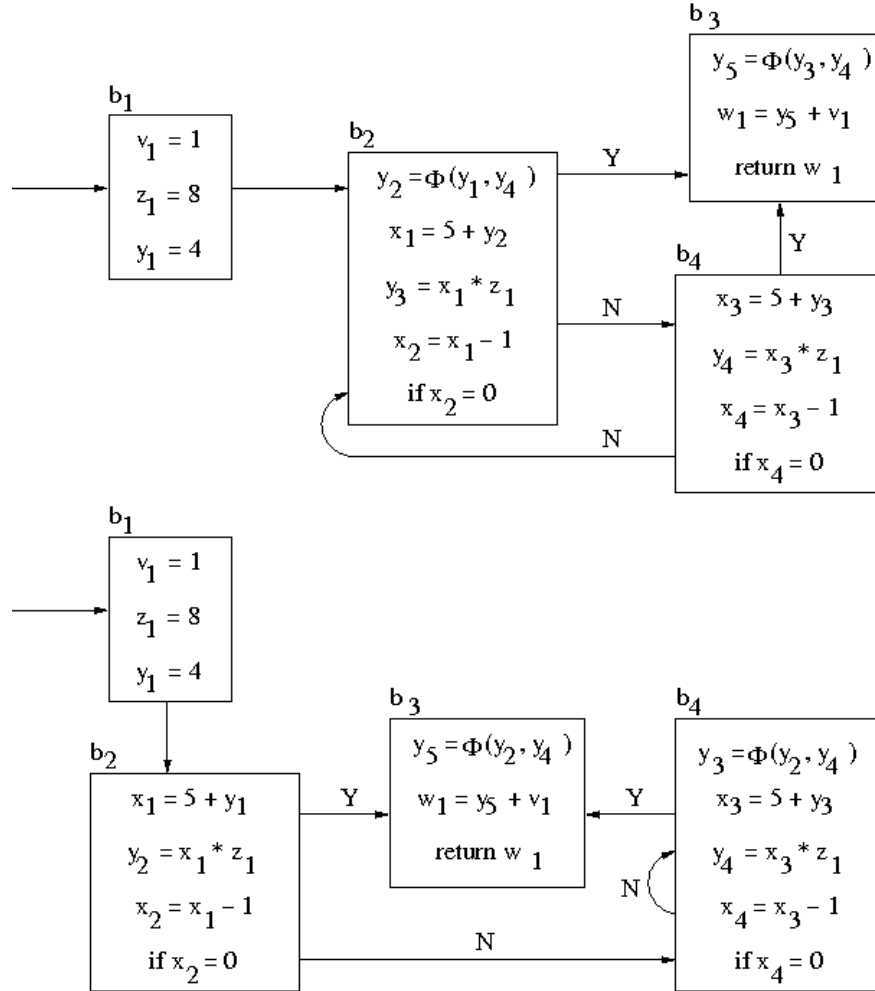 b₃
y₅ = Φ(y₃, y₄)
w₁ = y₅ + v₁
return w₁
b₁
v₁ = 1
z₁ = 8
y₁ = 4
b₂
y₂ = Φ(y₁, y₄)
x₁ = 5 + y₂
y₃ = x₁ * z₁
x₂ = x₁ − 1
if x₂ = 0
Y
N
Y
N
b₄
x₃ = 5 + y₃
y₄ = x₃ * z₁
x₄ = x₃ − 1
if x₄ = 0
b₁
v₁ = 1
z₁ = 8
y₁ = 4
b₂
x₁ = 5 + y₁
y₂ = x₁ * z₁
x₂ = x₁ − 1
if x₂ = 0
Y
N
b₃
y₅ = Φ(y₂, y₄)
w₁ = y₅ + v₁
return w₁
Y
N
b₄
y₃ = Φ(y₂, y₄)
x₃ = 5 + y₃
y₄ = x₃ * z₁
x₄ = x₃ − 1
if x₄ = 0